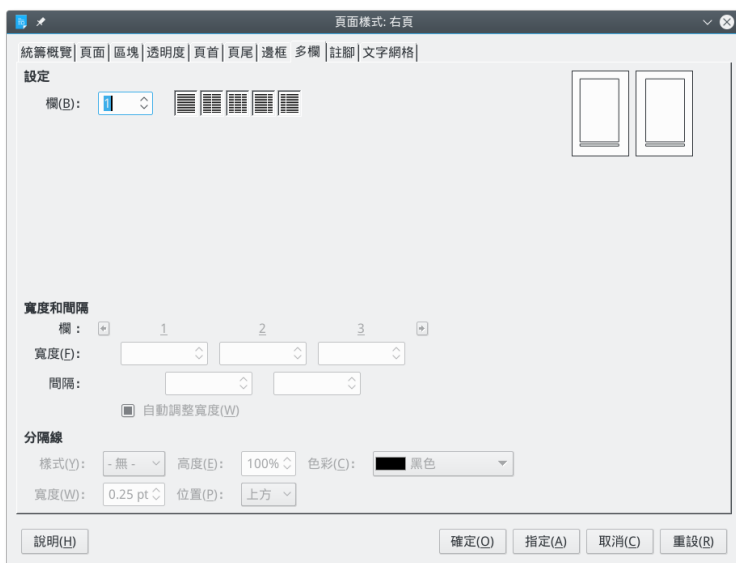 頁面樣式: 右頁
統籌概覽 頁面 區塊 透明度 頁首 頁尾 邊框 多欄 註腳 文字網格
設定
欄(B): 1
寬度和間隔
欄: 1 2 3
寬度(F):
間隔:
自動調整寬度(W)
分隔線
樣式(Y): - 無 - 高度(E): 100% 色彩(C): 黑色
寬度(W): 0.25 pt 位置(P): 上方
說明(H) 確定(O) 指定(A) 取消(C) 重設(R)